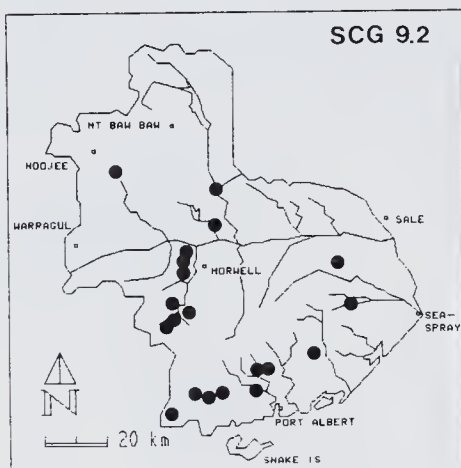 SCG 9.2
MT BAW BAW
NOOJEE
WARRAGUL
SALE
MORWELL
SEA-
SPRAY
N
20 km
PORT ALBERT
SNAKE IS